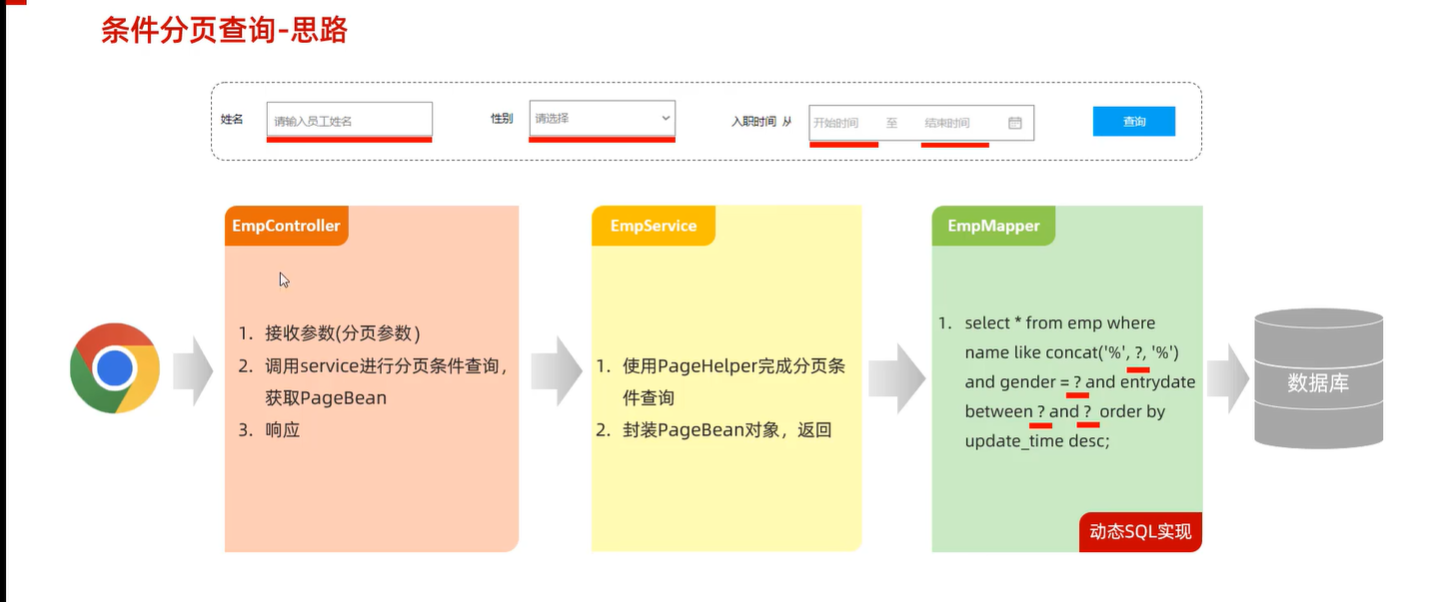 条件分页查询-思路
姓名 请输入员工姓名 性别 请选择 入职时间 从 开始时间 至 结束时间 查询
EmpController
1. 接收参数(分页参数)
2. 调用service进行分页条件查询，
获取PageBean
3. 响应
EmpService
1. 使用PageHelper完成分页条
件查询
2. 封装PageBean对象，返回
EmpMapper
1. select * from emp where
name like concat('%', ?, '%')
and gender = ? and entrydate
between ? and ? order by
update_time desc;
动态SQL实现
数据库